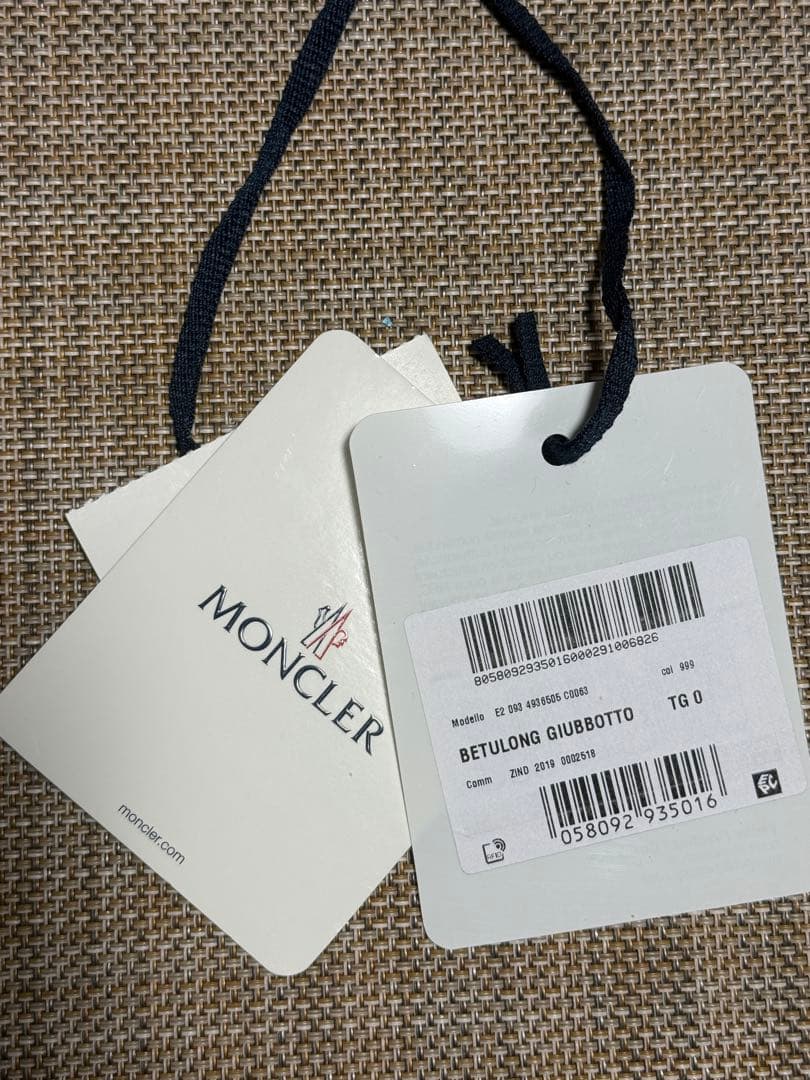 MONCLER
moncler.com
8058092935016000291006826
Modello E2 093 4936505 C0063 col 999
BETULONG GIUBBOTTO TG 0
Comm ZIND 2019 0002518
058092 935016
RFID